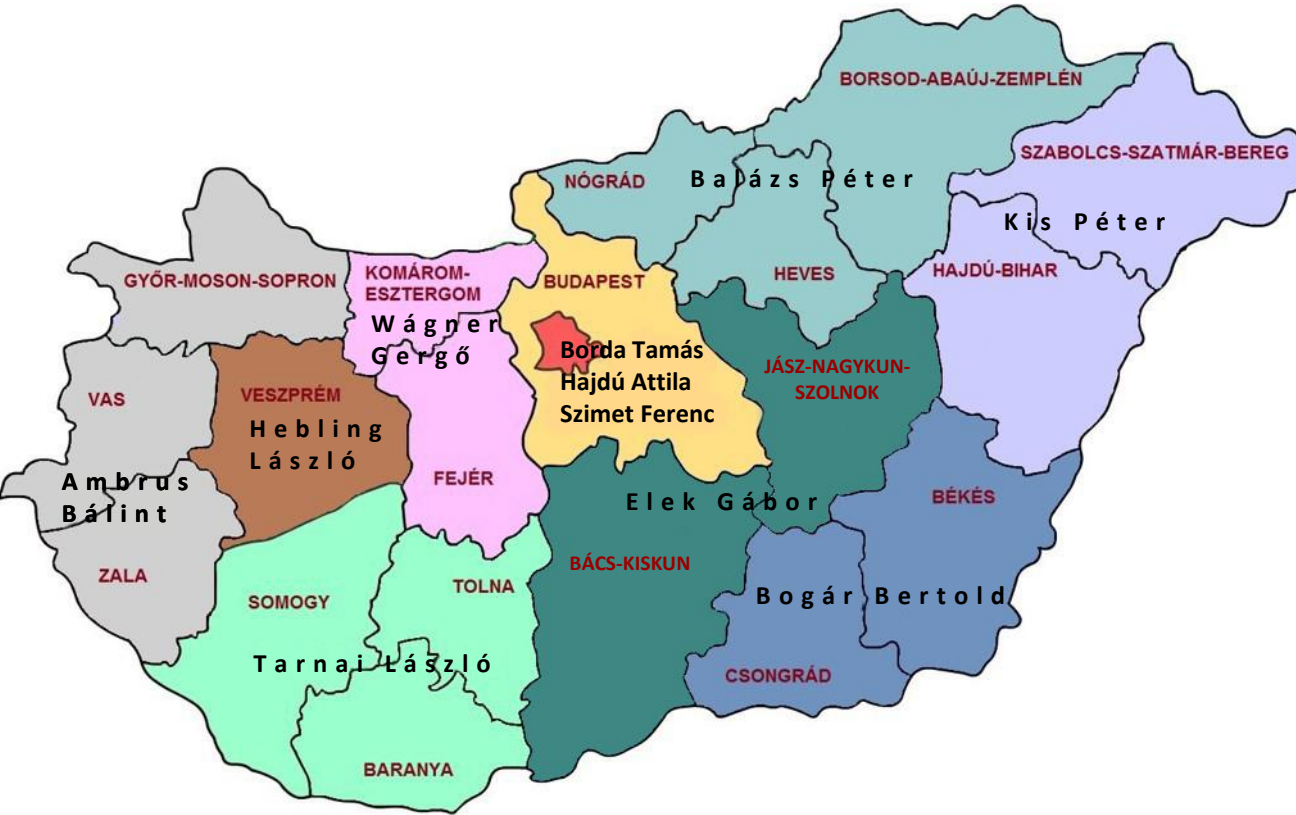 BORSOD-ABAÚJ-ZEMPLÉN
SZABOLCS-SZATMÁR-BEREG
NÓGRÁD
Balázs Péter
Kis Péter
GYŐR-MOSON-SOPRON
KOMÁROM-
ESZTERGOM
BUDAPEST
HEVES
HAJDÚ-BIHAR
Wágner
Gergő
Borda Tamás
Hajdú Attila
Szimet Ferenc
JÁSZ-NAGYKUN-
SZOLNOK
VAS
VESZPRÉM
Hebling
László
Ambrus
Bálint
FEJÉR
Elek Gábor
BÉKÉS
ZALA
SOMOGY
TOLNA
BÁCS-KISKUN
Bogár Bertold
Tarnai László
CSONGRÁD
BARANYA